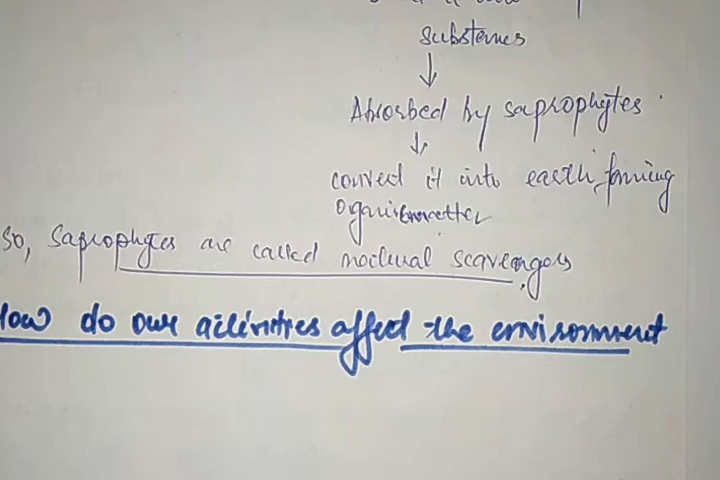 substances
Absorbed by saprophytes.
convert it into earth forming
organic matter
So, Saprophytes are called noclural scavengers.
How do our activities affect the environment